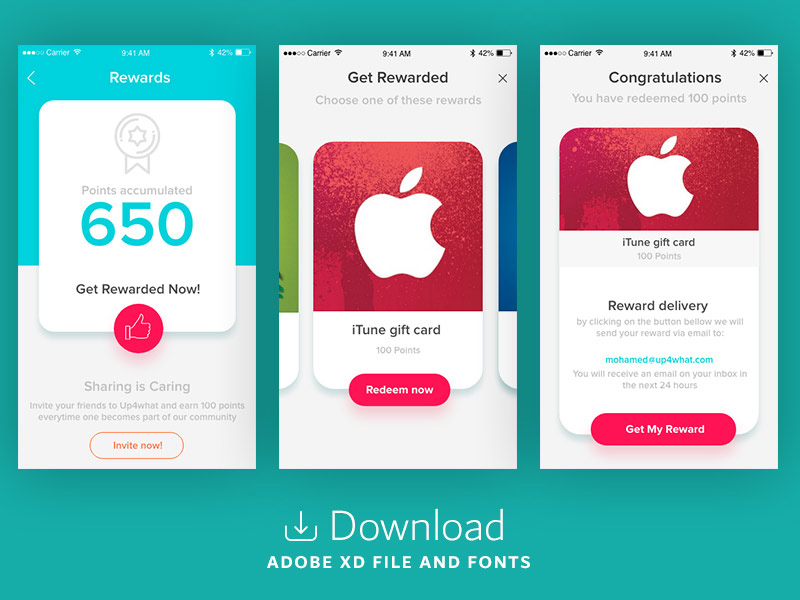 ●●●○○ Carrier 9:41 AM 42%
Rewards
Points accumulated
650
Get Rewarded Now!
Sharing is Caring
Invite your friends to Up4what and earn 100 points
everytime one becomes part of our community
Invite now!
●●●○○ Carrier 9:41 AM 42%
Get Rewarded
Choose one of these rewards
iTune gift card
100 Points
Redeem now
●●●○○ Carrier 9:41 AM 42%
Congratulations
You have redeemed 100 points
iTune gift card
100 Points
Reward delivery
by clicking on the button bellow we will
send your reward via email to:
mohamed@up4what.com
You will receive an email on your inbox in
the next 24 hours
Get My Reward
Download
ADOBE XD FILE AND FONTS